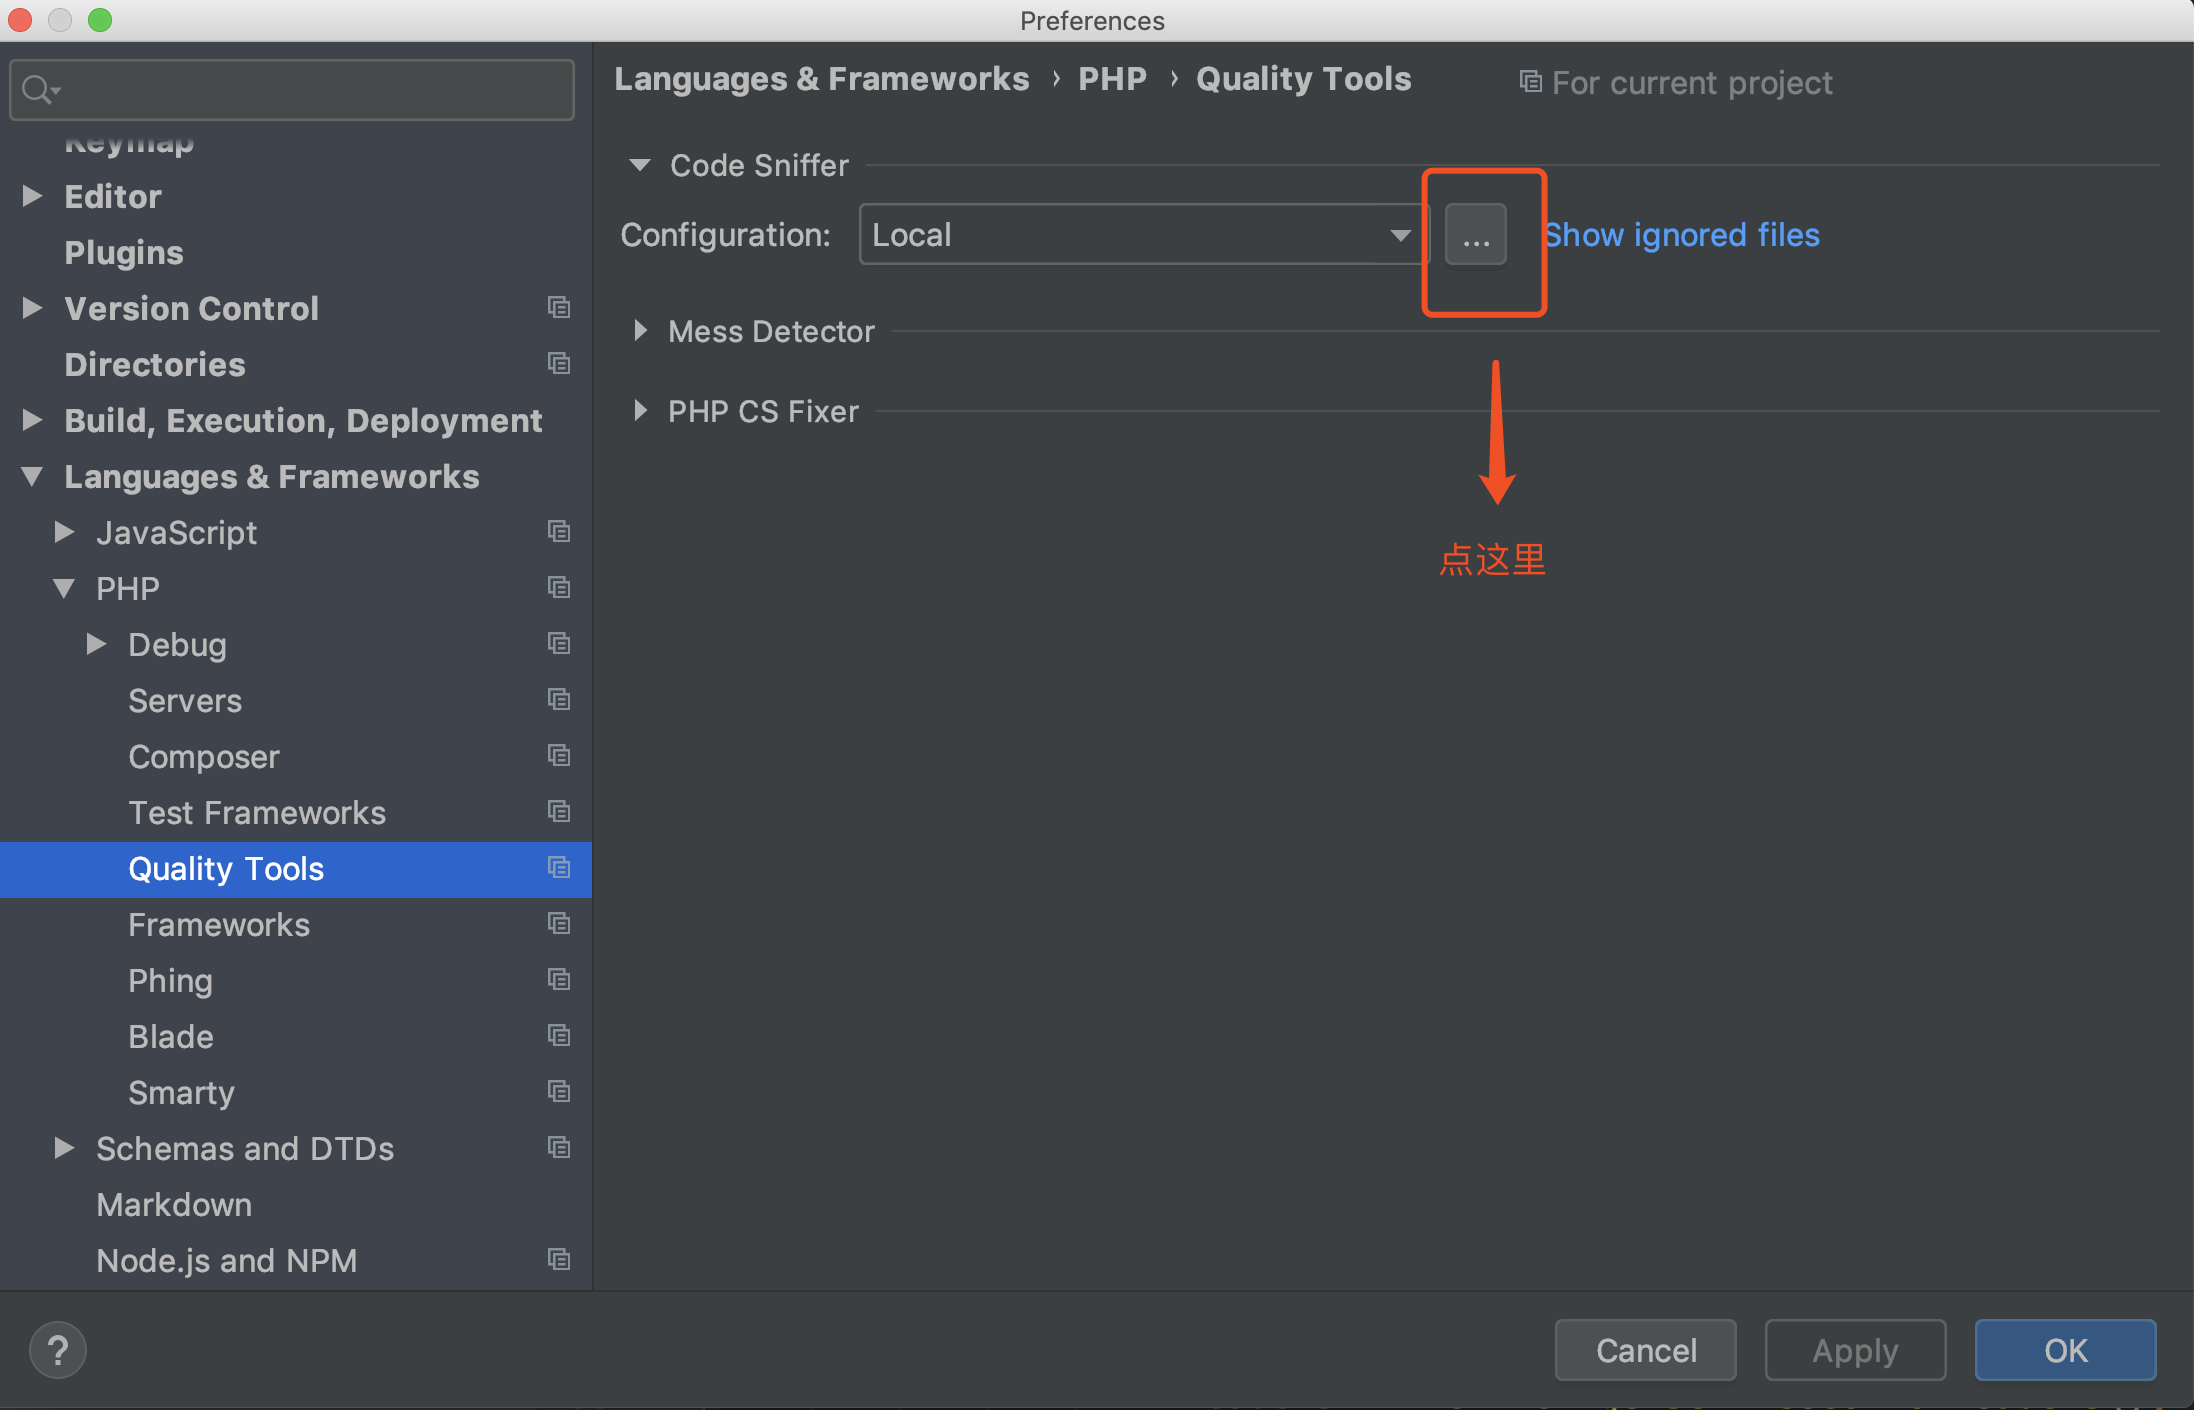 Preferences
Languages & Frameworks › PHP › Quality Tools For current project
Keymap
Editor
Plugins
Version Control
Directories
Build, Execution, Deployment
Languages & Frameworks
JavaScript
PHP
Debug
Servers
Composer
Test Frameworks
Quality Tools
Frameworks
Phing
Blade
Smarty
Schemas and DTDs
Markdown
Node.js and NPM
Code Sniffer
Configuration: Local ... Show ignored files
Mess Detector
PHP CS Fixer
点这里
? Cancel Apply OK